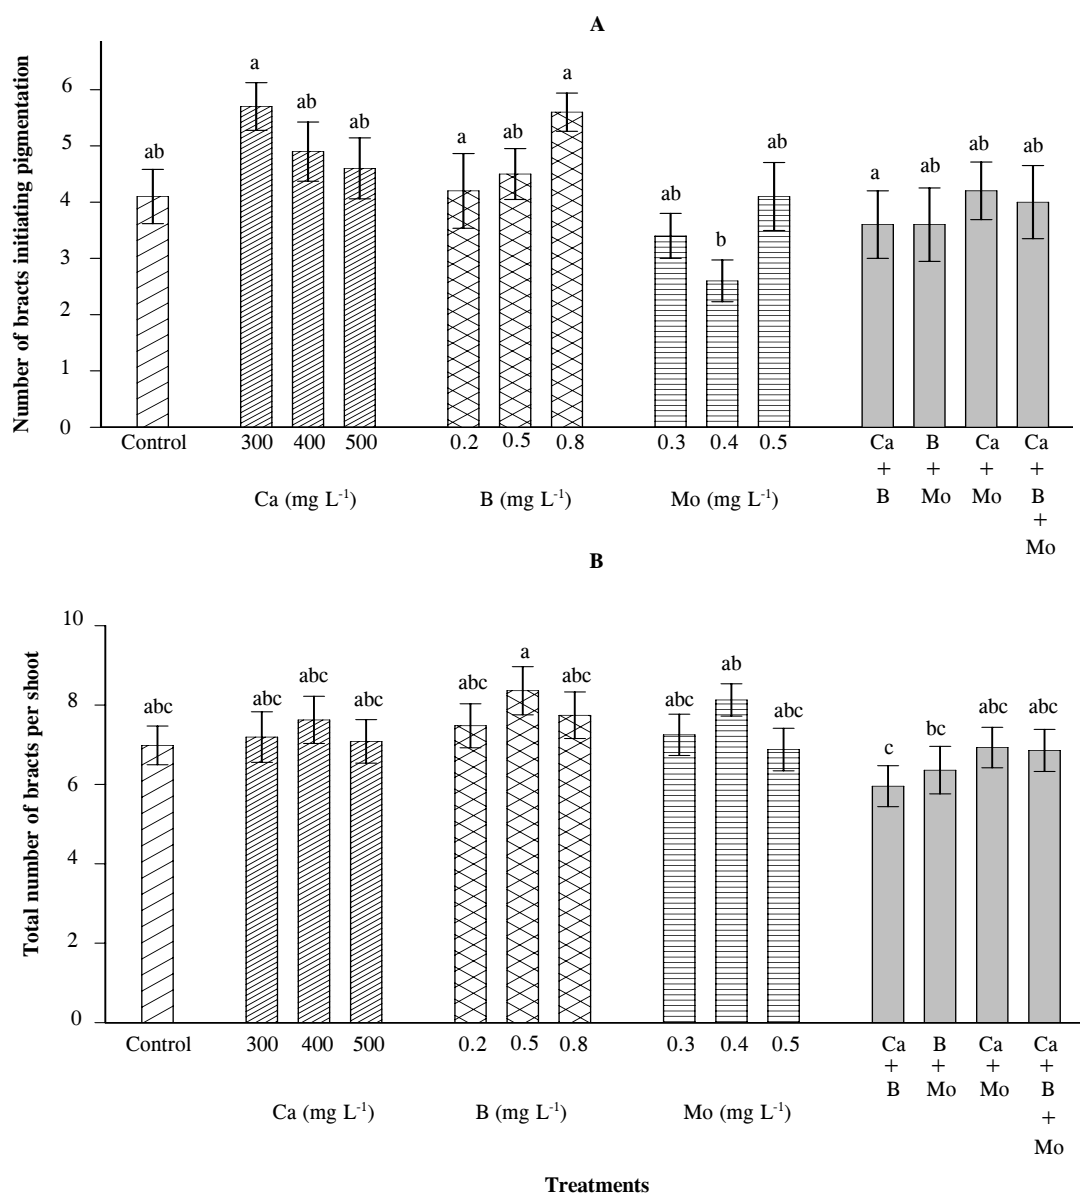 A
Number of bracts initiating pigmentation
6
5
4
3
2
1
0
ab a ab ab a ab a ab b ab a ab ab ab
Control 300 400 500 0.2 0.5 0.8 0.3 0.4 0.5 Ca B Ca Ca
+ + + +
B Mo Mo B
Ca (mg L-1) B (mg L-1) Mo (mg L-1)
+
Mo
B
Total number of bracts per shoot
10
8
6
4
2
0
abc abc abc abc abc a abc abc ab abc c bc abc abc
Control 300 400 500 0.2 0.5 0.8 0.3 0.4 0.5 Ca B Ca Ca
+ + + +
B Mo Mo B
Ca (mg L-1) B (mg L-1) Mo (mg L-1)
+
Mo
Treatments